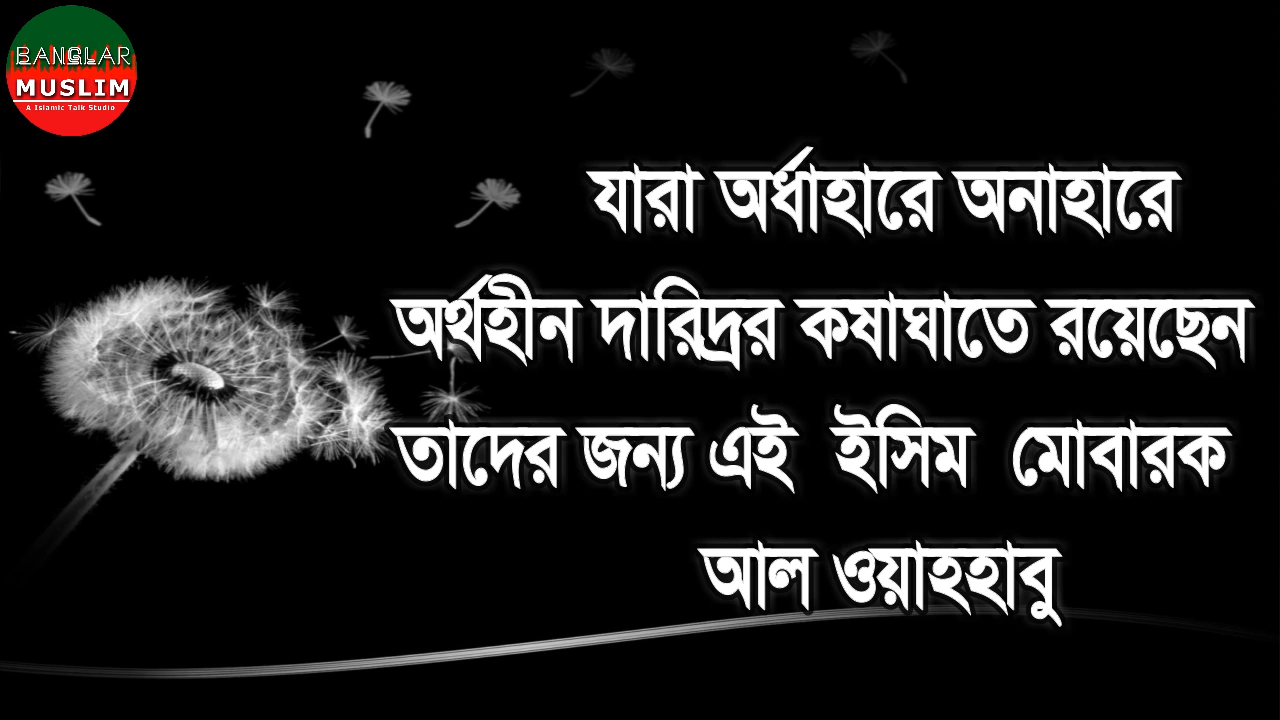 BANGLAR
MUSLIM
A Islamic Talk Studio
যারা অর্ধাহারে অনাহারে
অর্থহীন দারিদ্রর কষাঘাতে রয়েছেন
তাদের জন্য এই ইসিম মোবারক
আল ওয়াহহাবু